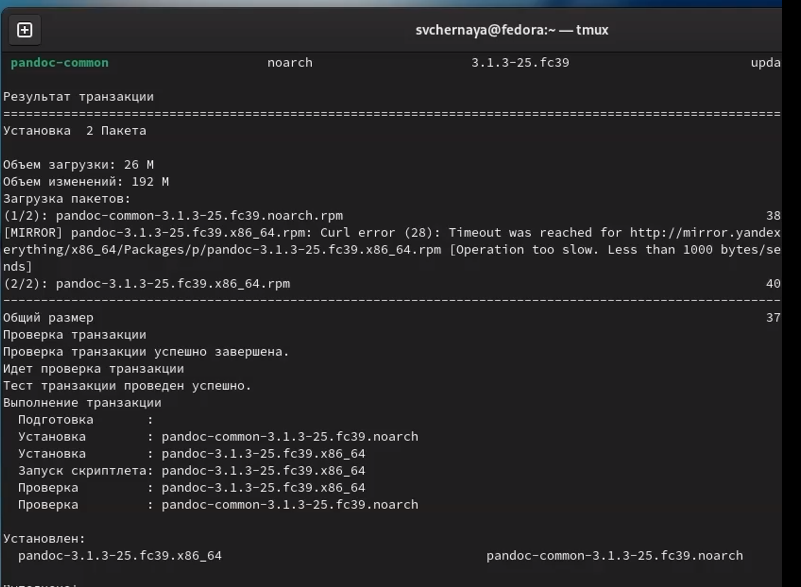 svchernaya@fedora:~ — tmux
pandoc-common noarch 3.1.3-25.fc39 upda
Результат транзакции
================================================================================
Установка  2 Пакета
Объем загрузки: 26 M
Объем изменений: 192 M
Загрузка пакетов:
(1/2): pandoc-common-3.1.3-25.fc39.noarch.rpm 38
[MIRROR] pandoc-3.1.3-25.fc39.x86_64.rpm: Curl error (28): Timeout was reached for http://mirror.yandex
erything/x86_64/Packages/p/pandoc-3.1.3-25.fc39.x86_64.rpm [Operation too slow. Less than 1000 bytes/se
nds]
(2/2): pandoc-3.1.3-25.fc39.x86_64.rpm 40
--------------------------------------------------------------------------------
Общий размер 37
Проверка транзакции
Проверка транзакции успешно завершена.
Идет проверка транзакции
Тест транзакции проведен успешно.
Выполнение транзакции
Подготовка :
Установка : pandoc-common-3.1.3-25.fc39.noarch
Установка : pandoc-3.1.3-25.fc39.x86_64
Запуск скриптлета: pandoc-3.1.3-25.fc39.x86_64
Проверка : pandoc-3.1.3-25.fc39.x86_64
Проверка : pandoc-common-3.1.3-25.fc39.noarch
Установлен:
pandoc-3.1.3-25.fc39.x86_64 pandoc-common-3.1.3-25.fc39.noarch